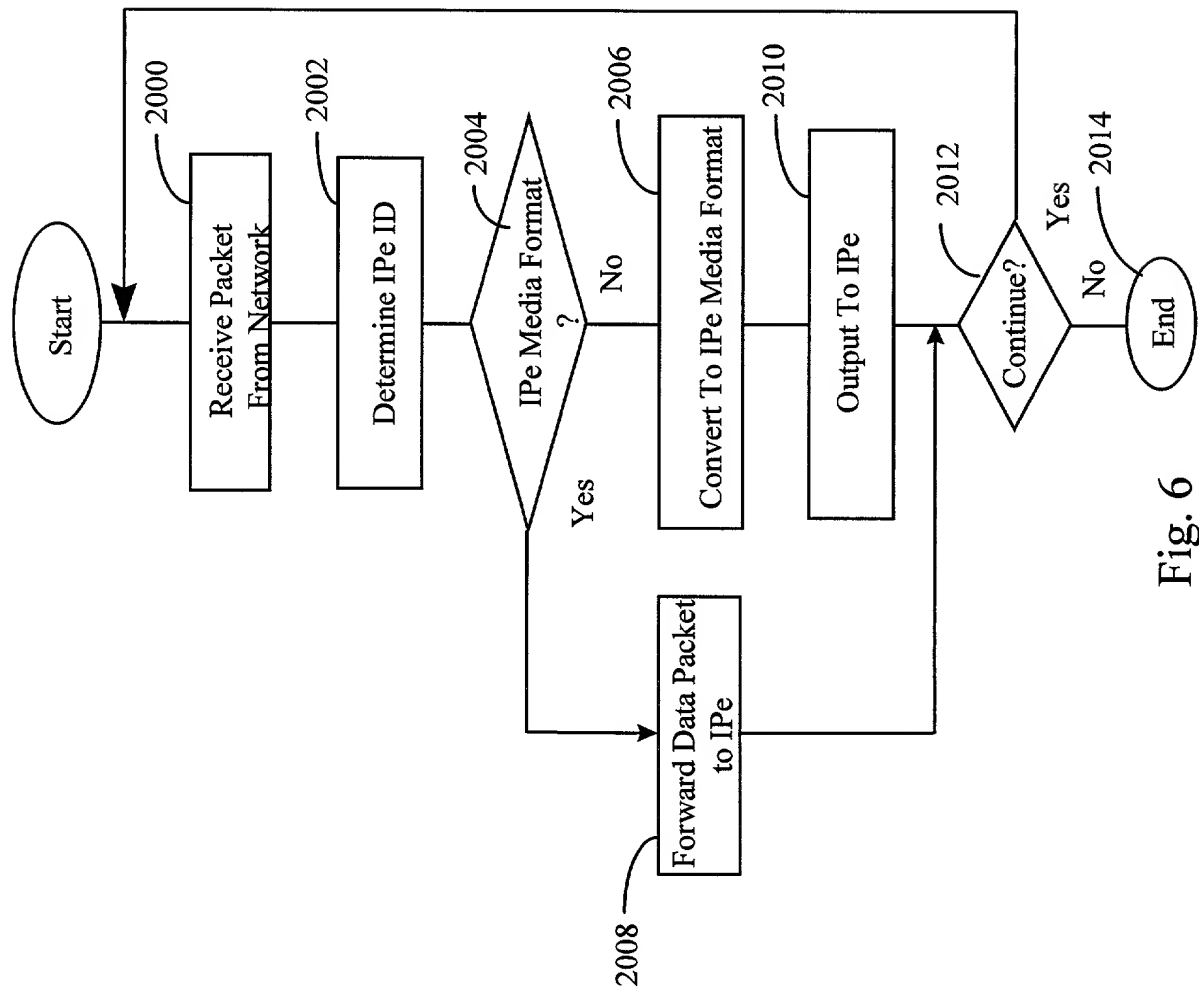 Start
2000
Receive Packet
From Network
2002
Determine IPe ID
2004
IPe Media Format
?
Yes
No
2006
Convert To IPe Media Format
2008
Forward Data Packet
to IPe
2010
Output To IPe
2012
Continue?
Yes
No
2014
End
Fig. 6